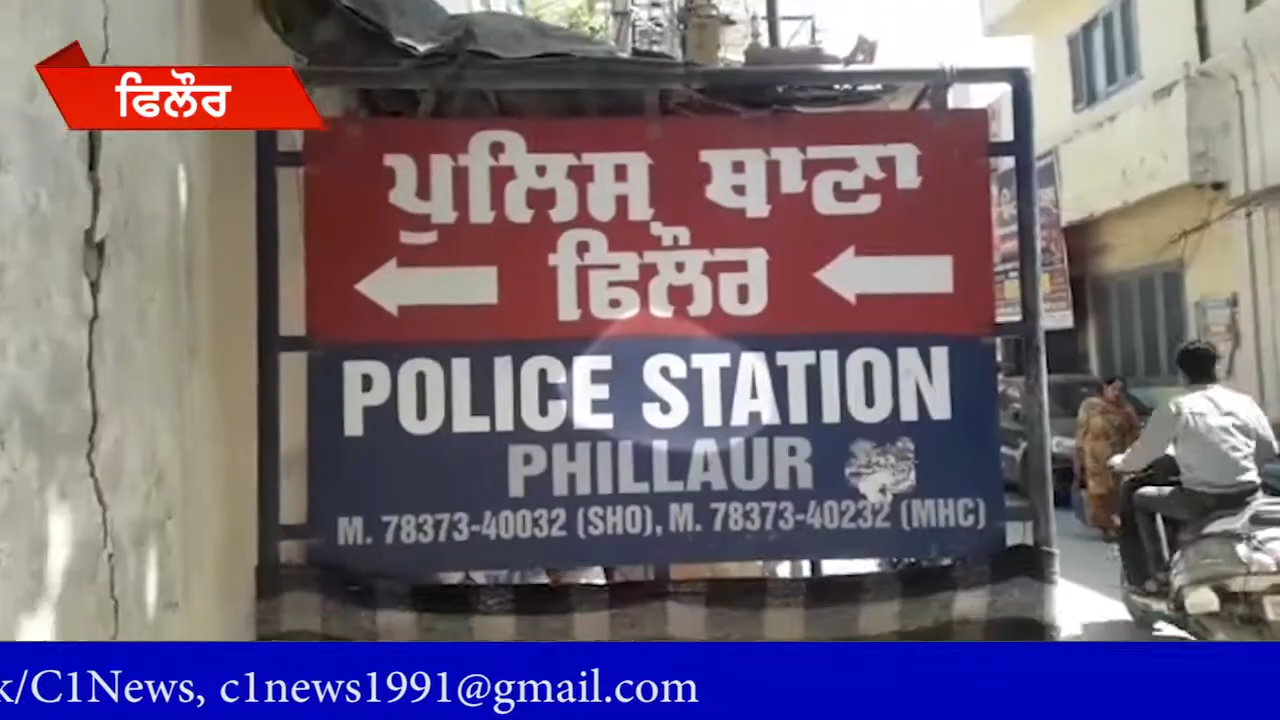 ਫਿਲੌਰ
ਪੁਲਿਸ ਥਾਣਾ
ਫਿਲੌਰ
POLICE STATION
PHILLAUR
M. 78373-40032 (SHO), M. 78373-40232 (MHC)
k/C1News, c1news1991@gmail.com